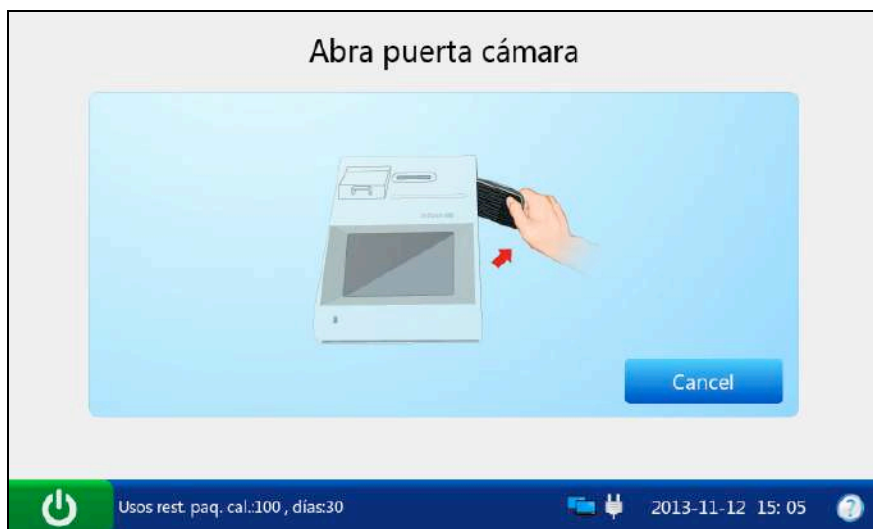 Abra puerta cámara
Cancel
Usos rest. paq. cal.:100 , días:30
2013-11-12 15: 05
?